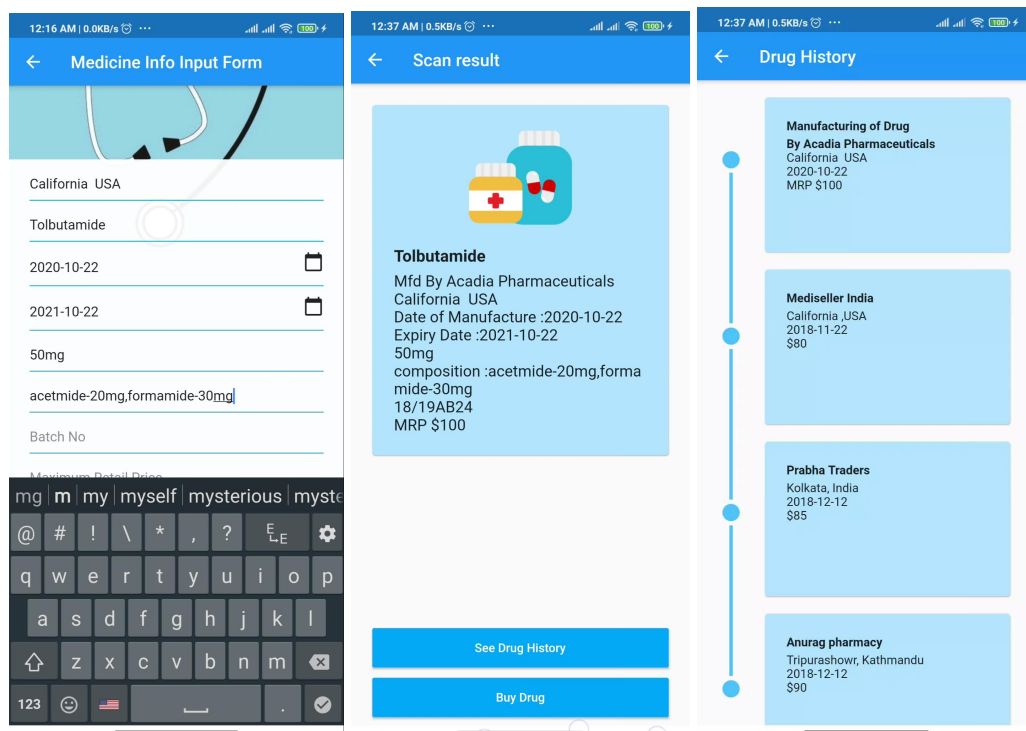 12:16 AM | 0.0KB/s ... 100
Medicine Info Input Form
California USA
Tolbutamide
2020-10-22
2021-10-22
50mg
acetmide-20mg,formamide-30mg
Batch No
Maximum Retail Price
mg m my myself mysterious myste
@ # ! \ * , ? E E
q w e r t y u i o p
a s d f g h j k l
z x c v b n m
123 .
12:37 AM | 0.5KB/s ... 100
Scan result
Tolbutamide
Mfd By Acadia Pharmaceuticals
California USA
Date of Manufacture :2020-10-22
Expiry Date :2021-10-22
50mg
composition :acetmide-20mg,forma
mide-30mg
18/19AB24
MRP $100
See Drug History
Buy Drug
12:37 AM | 0.5KB/s ... 100
Drug History
Manufacturing of Drug
By Acadia Pharmaceuticals
California USA
2020-10-22
MRP $100
Mediseller India
California ,USA
2018-11-22
$80
Prabha Traders
Kolkata, India
2018-12-12
$85
Anurag pharmacy
Tripurashowr, Kathmandu
2018-12-12
$90